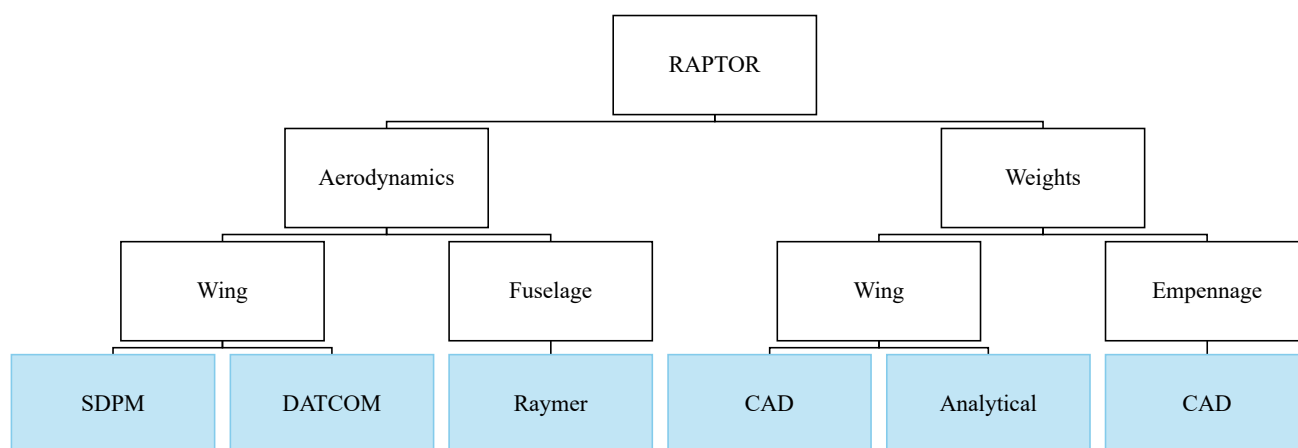 RAPTOR
Aerodynamics
Weights
Wing
Fuselage
Wing
Empennage
SDPM
DATCOM
Raymer
CAD
Analytical
CAD